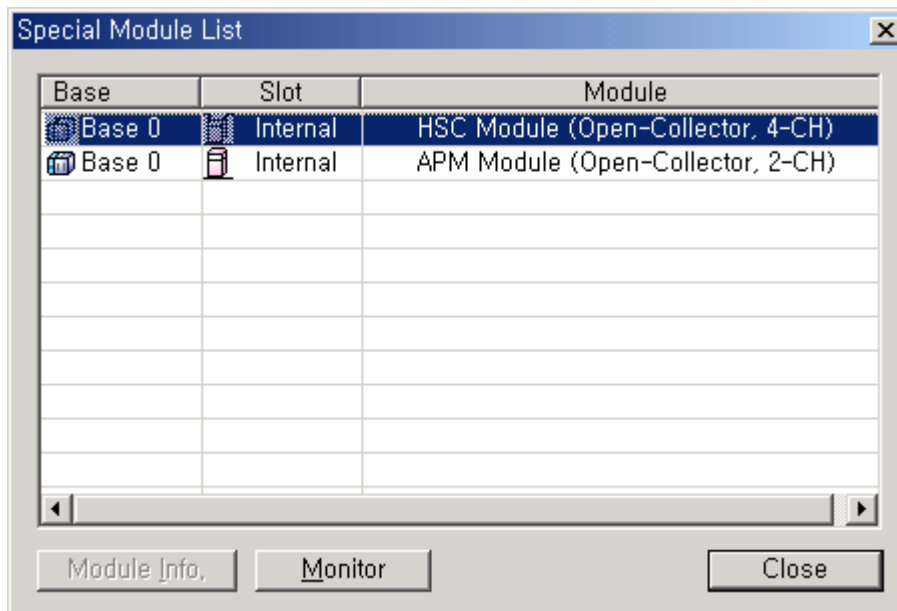 Special Module List
Base Slot Module
Base 0 Internal HSC Module (Open-Collector, 4-CH)
Base 0 Internal APM Module (Open-Collector, 2-CH)
Module Info, Monitor Close